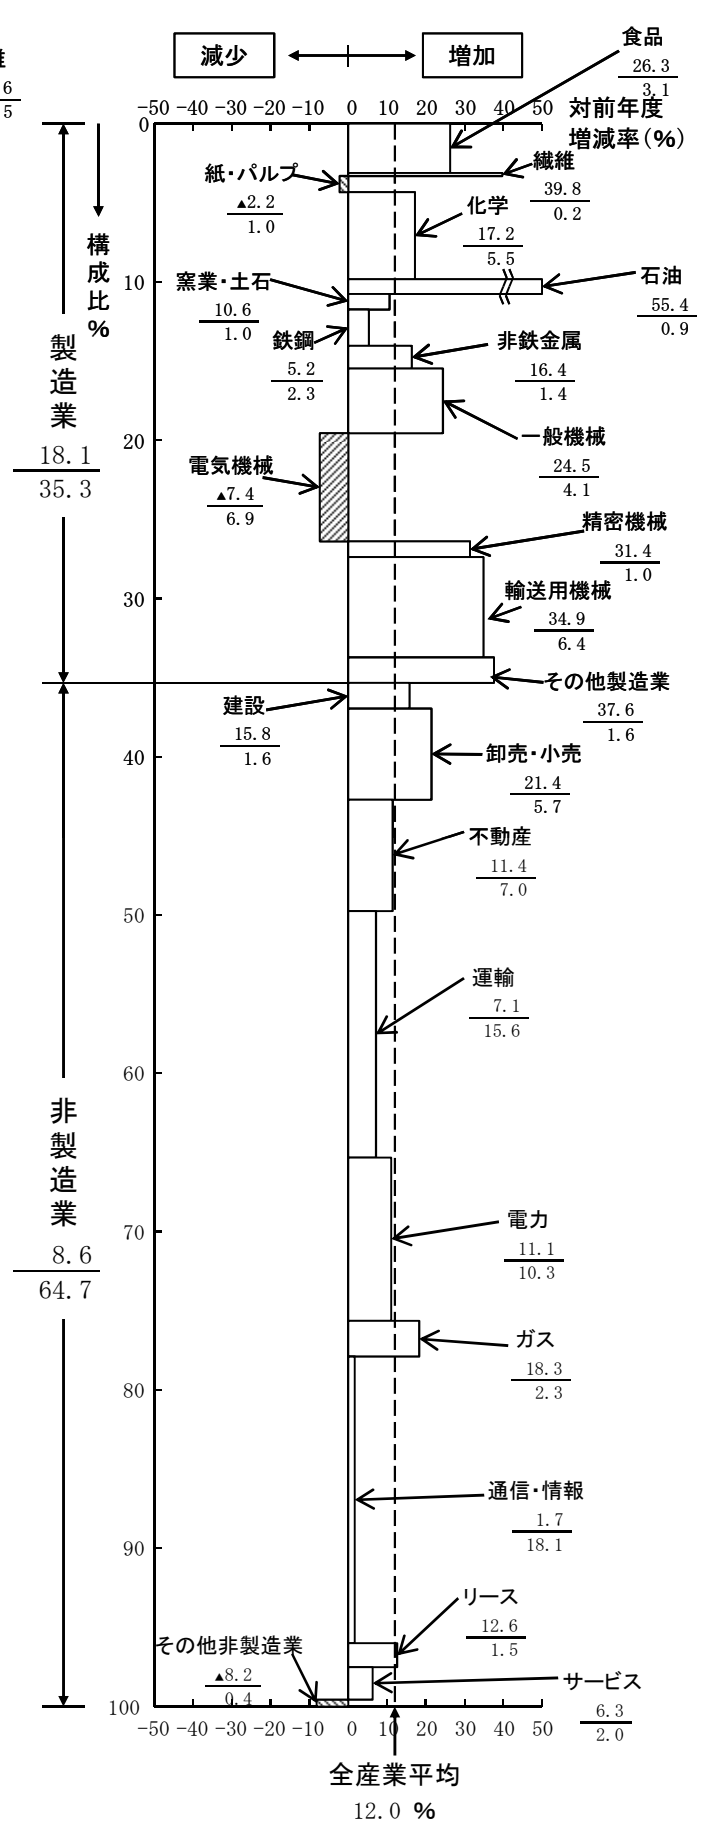 減少
増加
6
5
食品
26.3
3.1
-50 -40 -30 -20 -10 0 10 20 30 40 50
対前年度
増減率(%)
0
構成比%
繊維
39.8
0.2
紙・パルプ
▲2.2
1.0
化学
17.2
5.5
10
窯業・土石
10.6
1.0
石油
55.4
0.9
鉄鋼
5.2
2.3
非鉄金属
16.4
1.4
製造業
18.1
35.3
20
一般機械
24.5
4.1
電気機械
▲7.4
6.9
精密機械
31.4
1.0
30
輸送用機械
34.9
6.4
その他製造業
37.6
1.6
建設
15.8
1.6
40
卸売・小売
21.4
5.7
不動産
11.4
7.0
50
運輸
7.1
15.6
60
非製造業
8.6
64.7
70
電力
11.1
10.3
ガス
18.3
2.3
80
通信・情報
1.7
18.1
90
リース
12.6
1.5
その他非製造業
▲8.2
0.4
サービス
6.3
2.0
100
-50 -40 -30 -20 -10 0 10 20 30 40 50
全産業平均
12.0 %